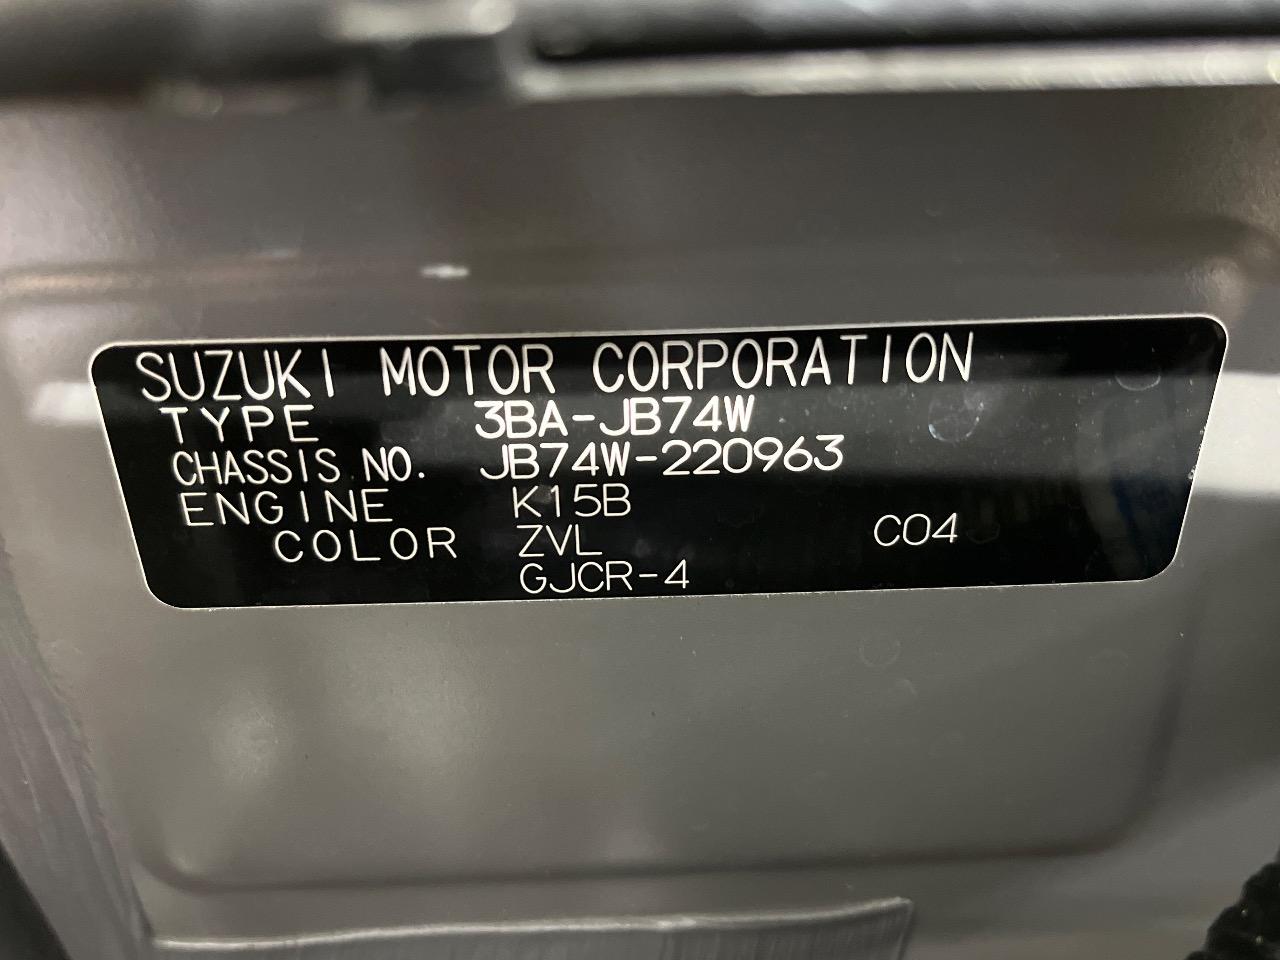 SUZUKI MOTOR CORPORATION
TYPE 3BA-JB74W
CHASSIS NO. JB74W-220963
ENGINE K15B
COLOR ZVL C04
GJCR-4